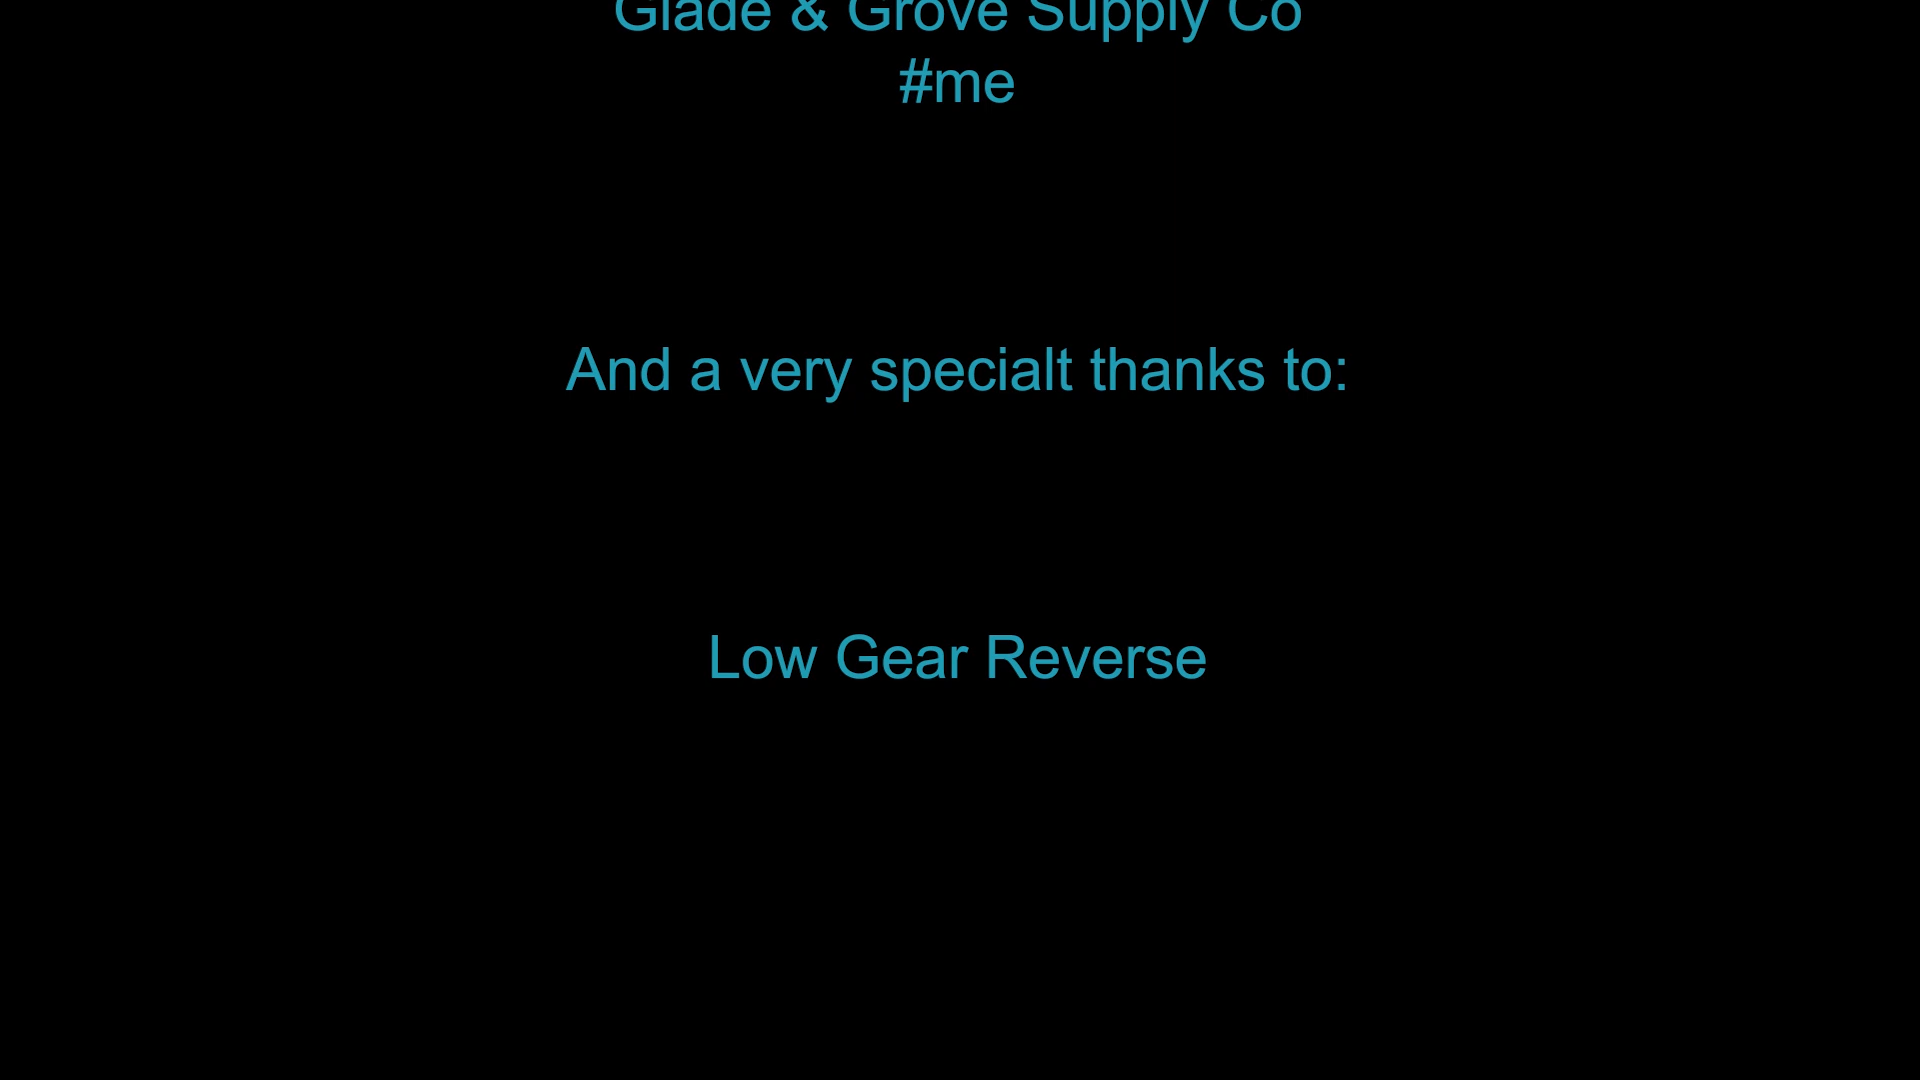 Glade & Grove Supply Co
#me
And a very specialt thanks to:
Low Gear Reverse